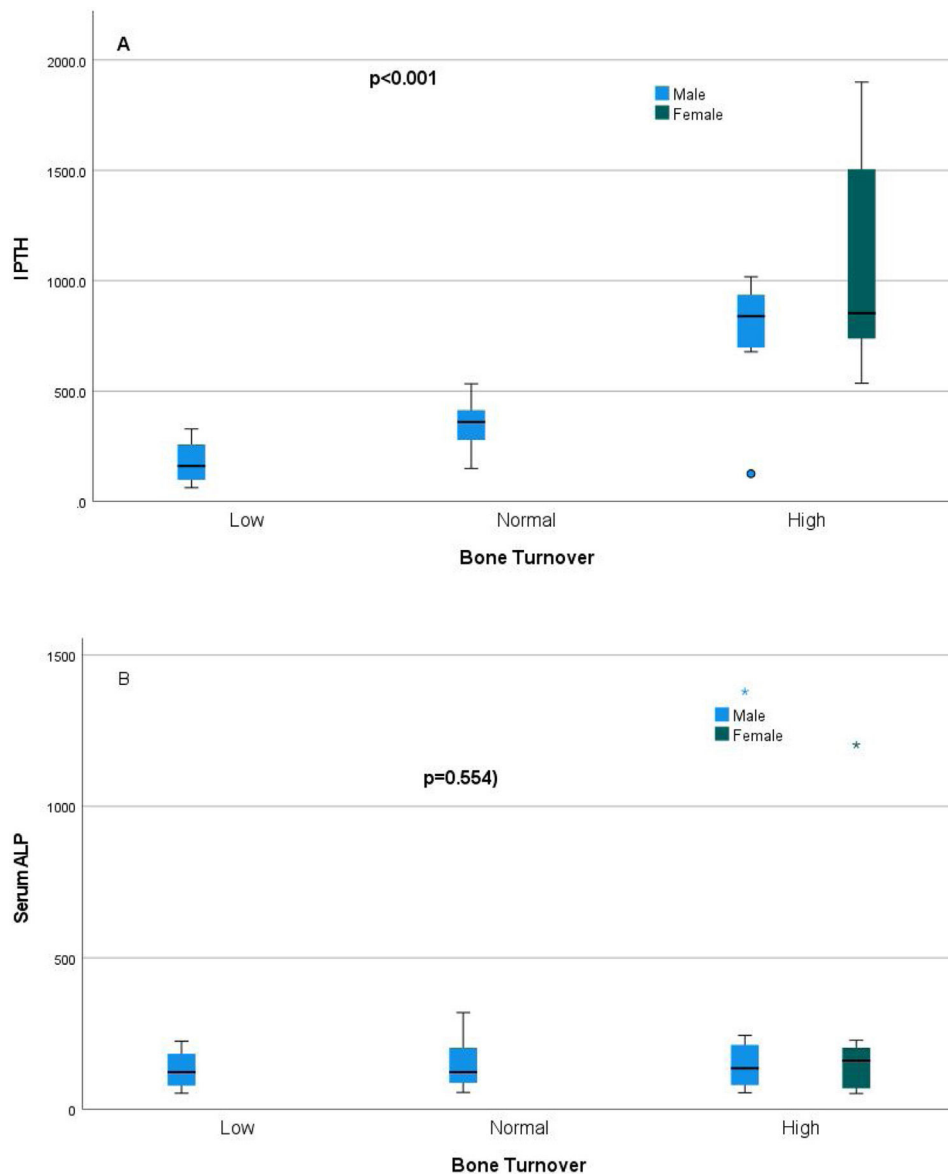 A
2000.0
p<0.001
Male
Female
1500.0
IPTH
1000.0
500.0
.0
Low Normal High
Bone Turnover
1500
B
Male
Female
p=0.554)
1000
Serum ALP
500
0
Low Normal High
Bone Turnover